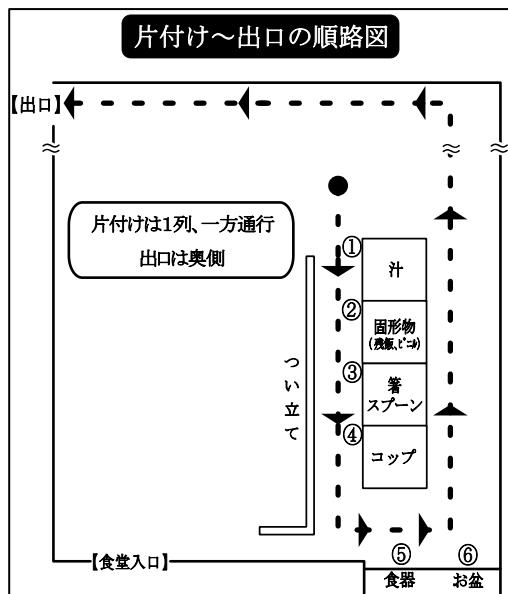 片付け～出口の順路図
【出口】
片付けは1列、一方通行
出口は奥側
①
汁
②
固形物
(残飯、ビニル)
③
箸
スプーン
④
コップ
つい立て
⑤
⑥
【食堂入口】
食器
お盆